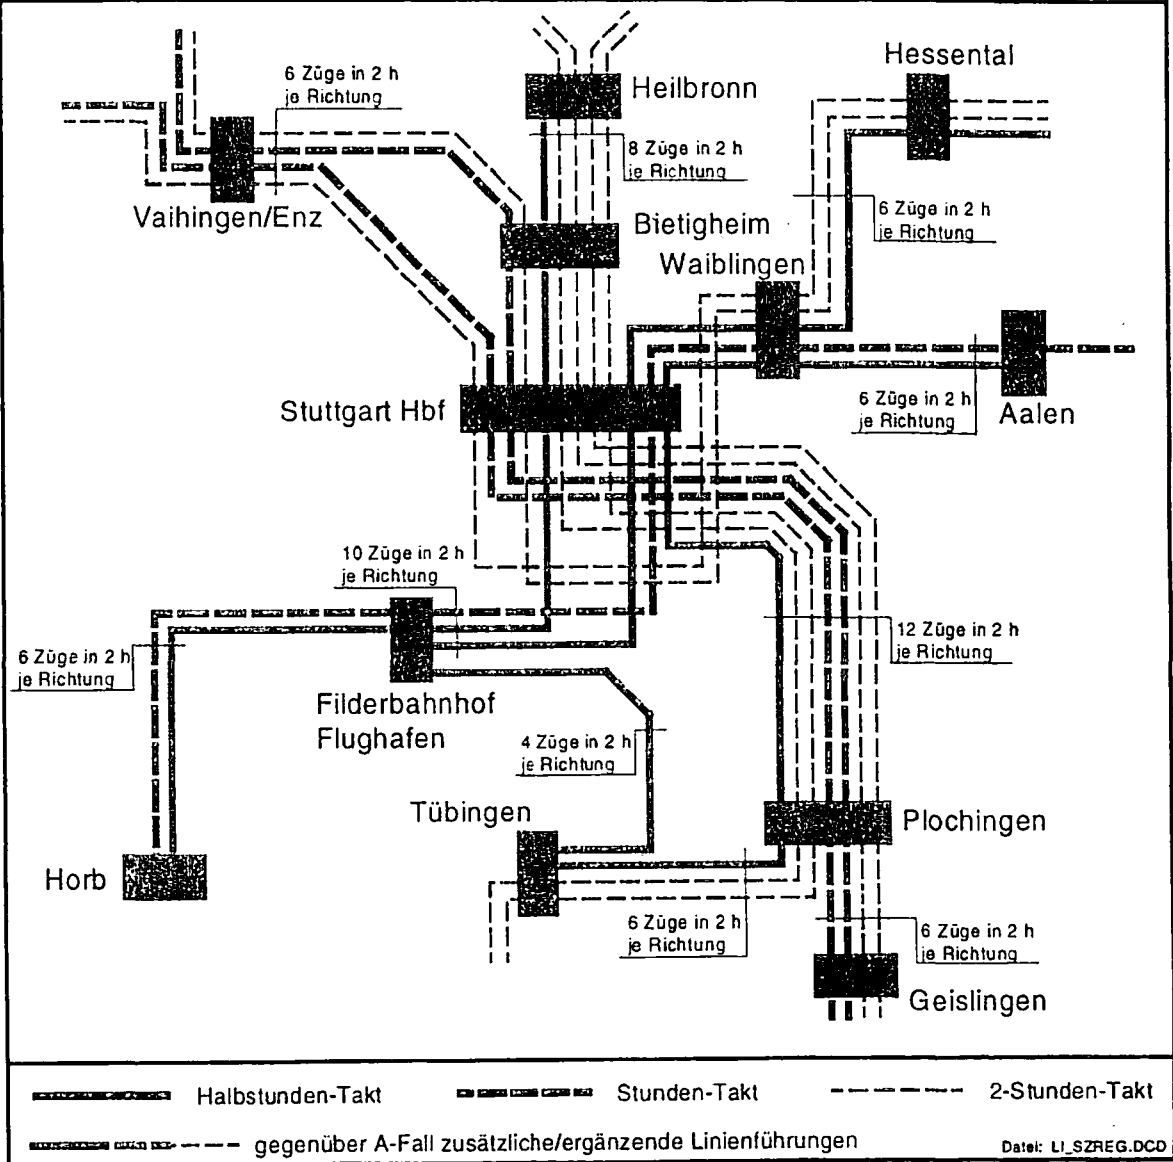 Hessental
6 Züge in 2 h
je Richtung
Heilbronn
8 Züge in 2 h
je Richtung
Vaihingen/Enz
6 Züge in 2 h
je Richtung
Bietigheim
Waiblingen
Stuttgart Hbf
6 Züge in 2 h
je Richtung
Aalen
10 Züge in 2 h
je Richtung
12 Züge in 2 h
je Richtung
6 Züge in 2 h
je Richtung
Filderbahnhof
Flughafen
4 Züge in 2 h
je Richtung
Tübingen
Plochingen
Horb
6 Züge in 2 h
je Richtung
6 Züge in 2 h
je Richtung
Geislingen
Halbstunden-Takt
Stunden-Takt
2-Stunden-Takt
gegenüber A-Fall zusätzliche/ergänzende Linienführungen
Datei: LI_SZREG.DCD